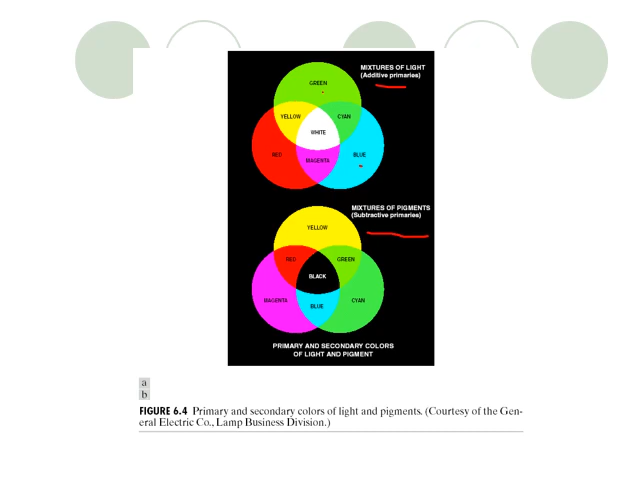 MIXTURES OF LIGHT
(Additive primaries)
GREEN
YELLOW
CYAN
WHITE
RED
MAGENTA
BLUE
MIXTURES OF PIGMENTS
(Subtractive primaries)
YELLOW
RED
GREEN
BLACK
MAGENTA
CYAN
BLUE
PRIMARY AND SECONDARY COLORS
OF LIGHT AND PIGMENT
a
b
FIGURE 6.4 Primary and secondary colors of light and pigments. (Courtesy of the Gen-
eral Electric Co., Lamp Business Division.)